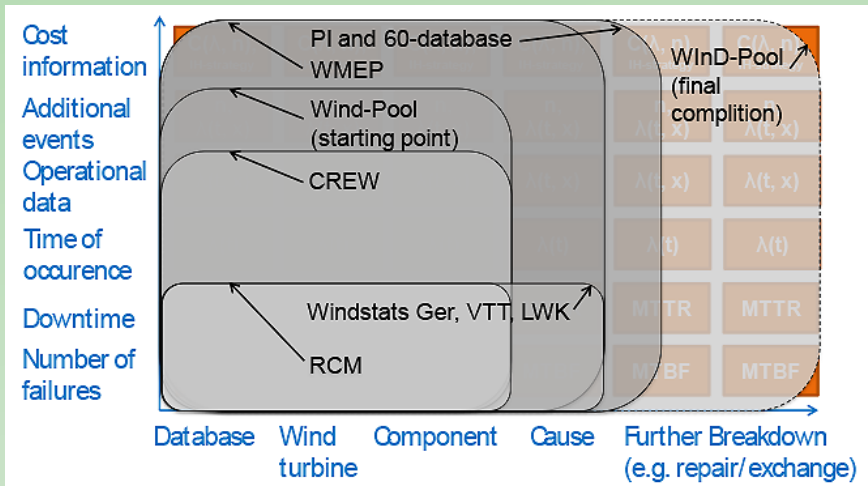 Cost
information
Additional
events
Operational
data
Time of
occurence
Downtime
Number of
failures
PI and 60-database
WMEP
Wind-Pool
(starting point)
CREW
Windstats Ger, VTT, LWK
RCM
WInD-Pool
(final
complition)
C(λ, n)
C(λ, n)
λ(t, x)
λ(t, x)
λ(t, x)
λ(t, x)
λ(t)
λ(t)
MTTR
MTTR
MTBF
MTBF
Database
Wind
turbine
Component
Cause
Further Breakdown
(e.g. repair/exchange)